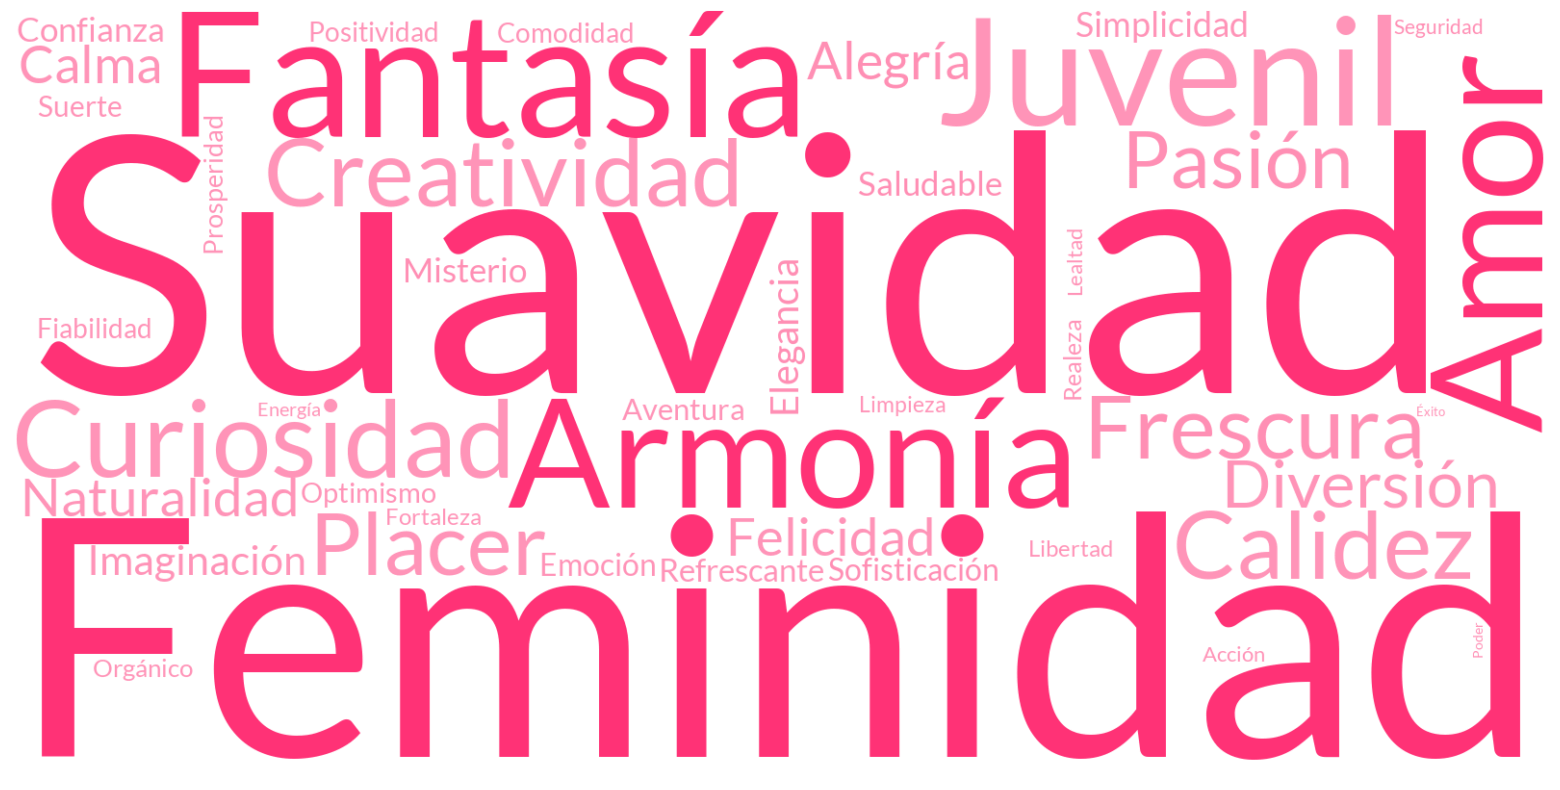 Confianza
Positividad
Comodidad
Simplicidad
Seguridad
Fantasía
Juvenil
Alegría
Calma
Suerte
Amor
Prosperidad
Creatividad
Pasión
Saludable
Suavidad
Misterio
Lealtad
Elegancia
Fiabilidad
Realeza
Curiosidad
Energía
Aventura
Limpieza
Frescura
Éxito
Armonía
Naturalidad
Optimismo
Diversión
Fortaleza
Placer
Felicidad
Calidez
Imaginación
Emoción
Refrescante
Sofisticación
Libertad
Feminidad
Orgánico
Acción
Poder